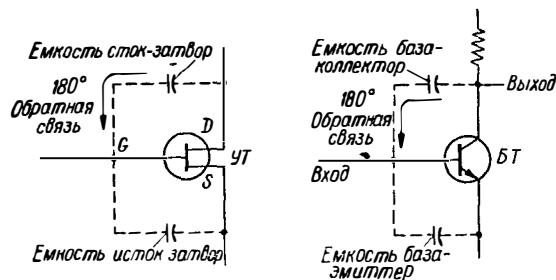 Емкость сток-затвор
180°
Обратная
связь
D
G
УТ
S
Емкость исток затвор
Емкость база-
коллектор
180°
Обратная
связь
Выход
БТ
Вход
Емкость база-
эмиттер